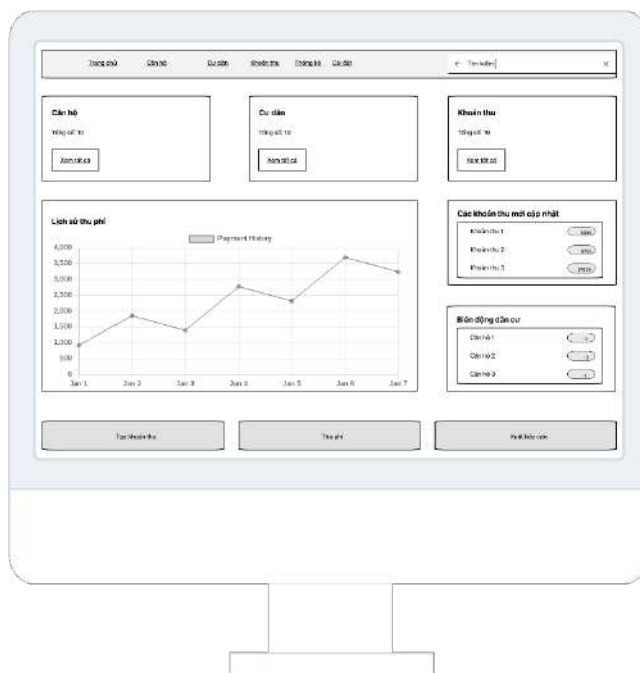 Trang chủ Căn hộ Cư dân Khoản thu Thống kê Cài đặt Tìm kiếm
Căn hộ
Tổng số: 10
Xem tất cả
Cư dân
Tổng số: 10
Xem tất cả
Khoản thu
Tổng số: 10
Xem tất cả
Lịch sử thu phí
Payment History
4,000
3,500
3,000
2,500
2,000
1,500
1,000
500
0
Jan 1 Jan 2 Jan 3 Jan 4 Jan 5 Jan 6 Jan 7
Các khoản thu mới cập nhật
Khoản thu 1
Khoản thu 2
Khoản thu 3
Biến động dân cư
Căn hộ 1
Căn hộ 2
Căn hộ 3
Tạo khoản thu
Thu phí
Xuất báo cáo